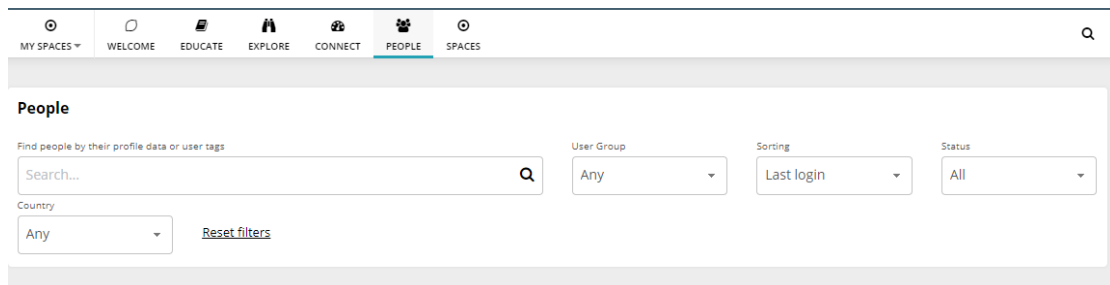 MY SPACES WELCOME EDUCATE EXPLORE CONNECT PEOPLE SPACES
People
Find people by their profile data or user tags User Group Sorting Status
Search... Any Last login All
Country
Any Reset filters